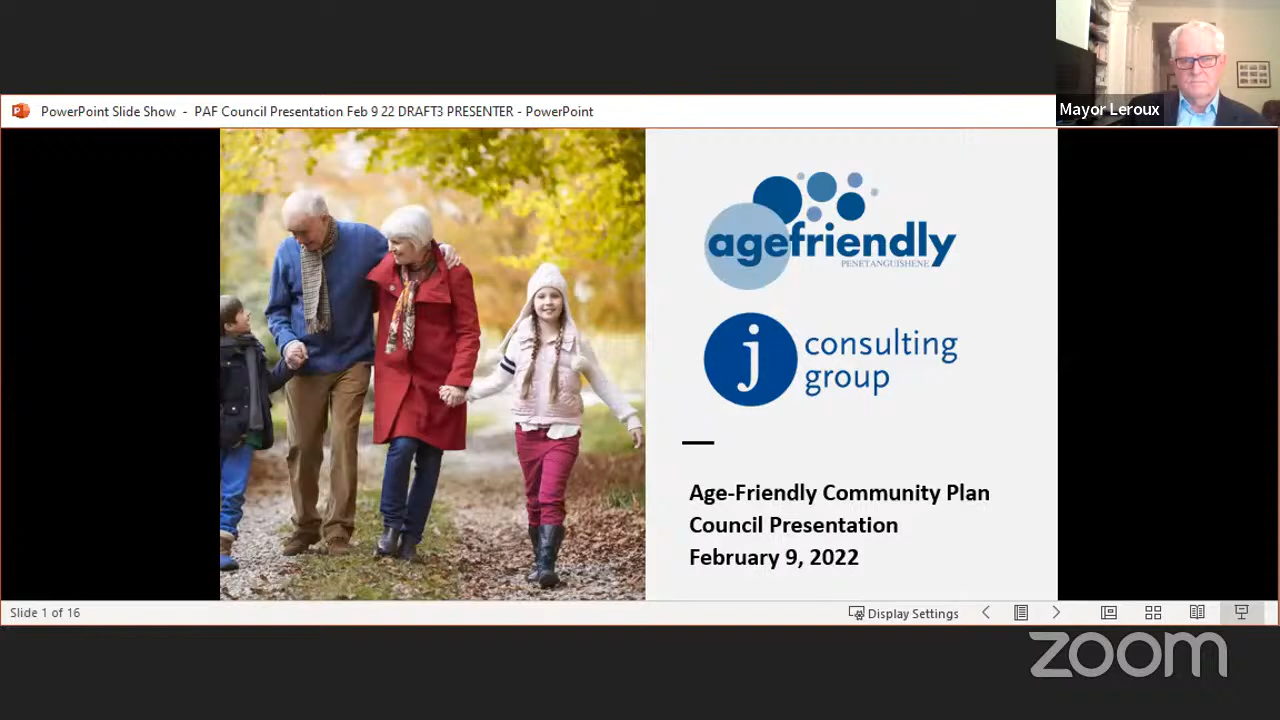 Mayor Leroux
PowerPoint Slide Show - PAF Council Presentation Feb 9 22 DRAFT3 PRESENTER - PowerPoint
agefriendly
PENETANGUISHENE
j consulting
group
Age-Friendly Community Plan
Council Presentation
February 9, 2022
Slide 1 of 16
Display Settings
zoom